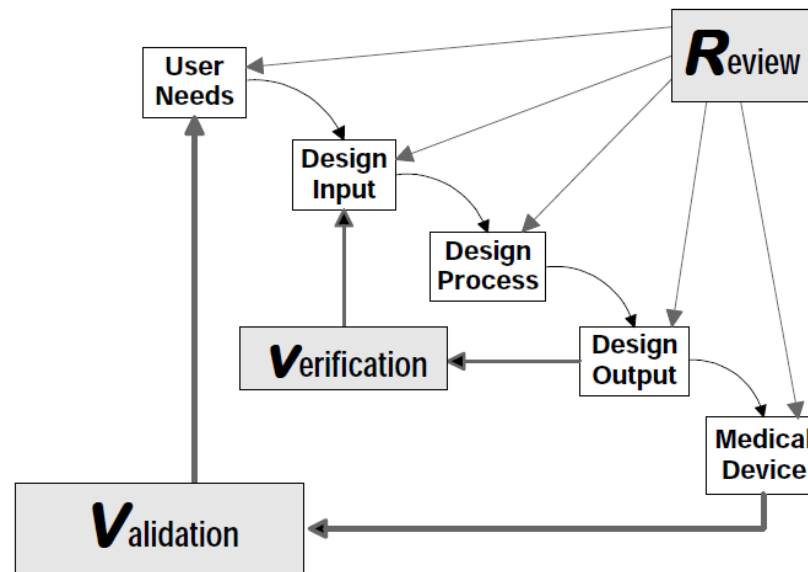 Review
User
Needs
Design
Input
Design
Process
Verification
Design
Output
Medical
Device
Validation